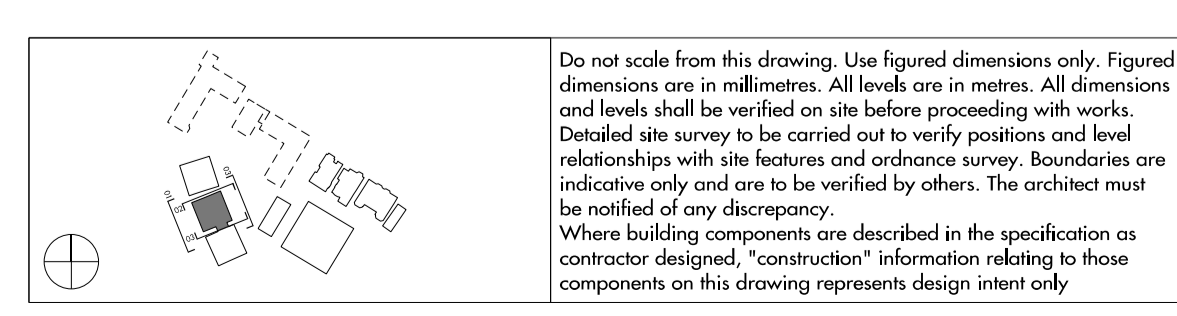 Do not scale from this drawing. Use figured dimensions only. Figured
dimensions are in millimetres. All levels are in metres. All dimensions
and levels shall be verified on site before proceeding with works.
Detailed site survey to be carried out to verify positions and level
relationships with site features and ordnance survey. Boundaries are
indicative only and are to be verified by others. The architect must
be notified of any discrepancy.
Where building components are described in the specification as
contractor designed, "construction" information relating to those
components on this drawing represents design intent only
01
02
03